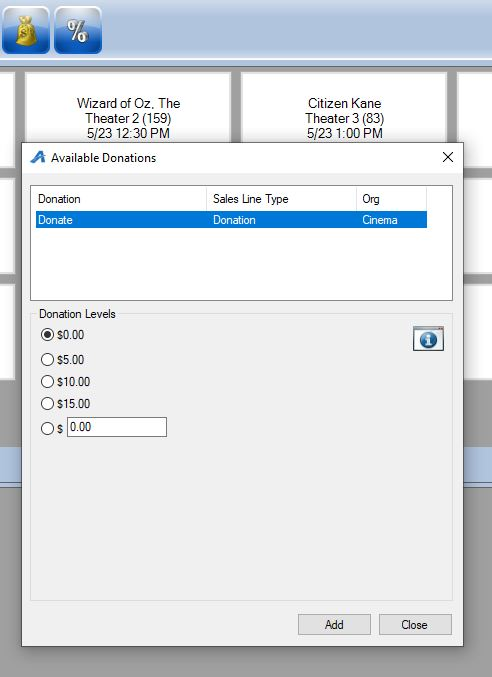 $
%
Wizard of Oz, The
Theater 2 (159)
5/23 12:30 PM
Citizen Kane
Theater 3 (83)
5/23 1:00 PM
Available Donations
Donation Sales Line Type Org
Donate Donation Cinema
Donation Levels
$0.00
$5.00
$10.00
$15.00
$ 0.00
Add Close